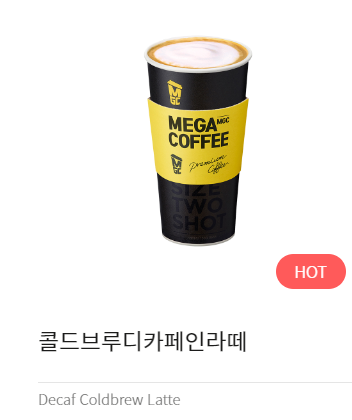 MGC
MEGA MGC
COFFEE
MGC
Premium
Coffee
SIZE
TWO
SHOT
HOT
콜드브루디카페인라떼
Decaf Coldbrew Latte